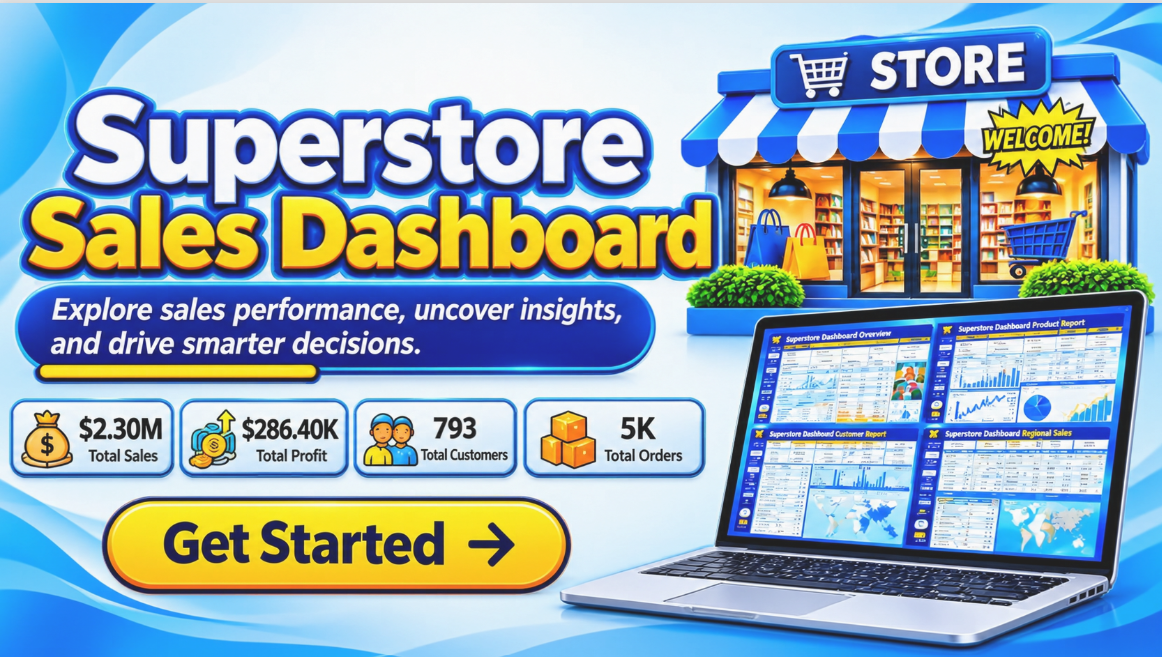 STORE
WELCOME!
Superstore
Sales Dashboard
Explore sales performance, uncover insights,
and drive smarter decisions.
$2.30M
Total Sales
$286.40K
Total Profit
793
Total Customers
5K
Total Orders
Get Started →
Superstore Dashboard Overview
Superstore Dashboard Product Report
Superstore Dashboard Customer Report
Superstore Dashboard Regional Sales